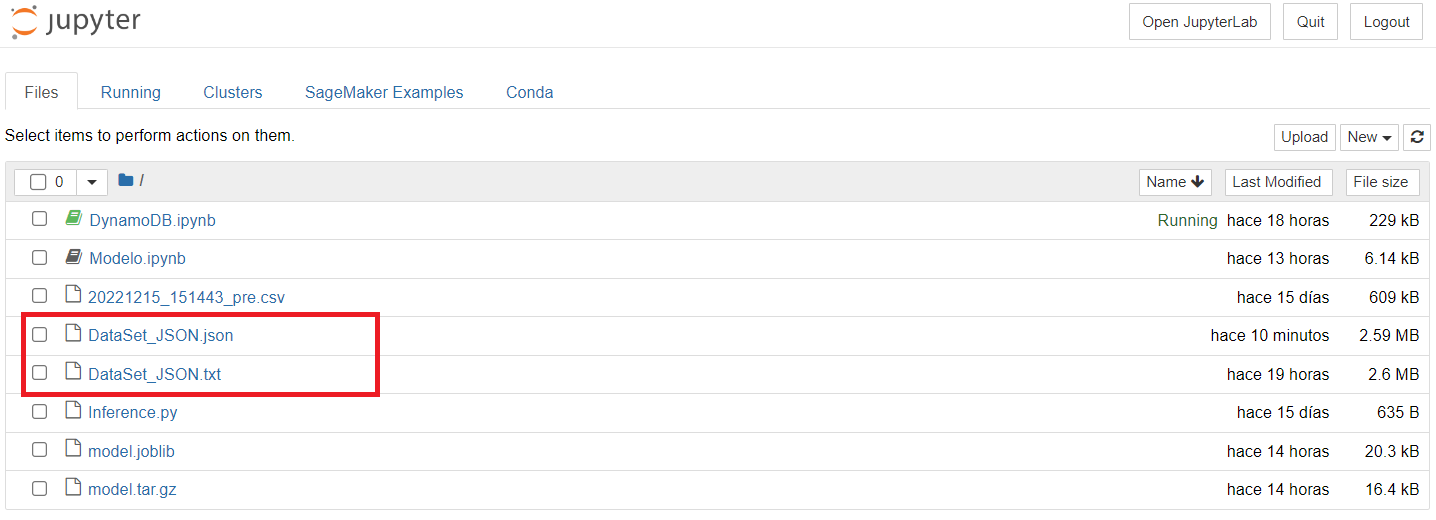 jupyter Open JupyterLab Quit Logout
Files Running Clusters SageMaker Examples Conda
Select items to perform actions on them. Upload New
0 / Name Last Modified File size
DynamoDB.ipynb Running hace 18 horas 229 kB
Modelo.ipynb hace 13 horas 6.14 kB
20221215_151443_pre.csv hace 15 días 609 kB
DataSet_JSON.json hace 10 minutos 2.59 MB
DataSet_JSON.txt hace 19 horas 2.6 MB
Inference.py hace 15 días 635 B
model.joblib hace 14 horas 20.3 kB
model.tar.gz hace 14 horas 16.4 kB